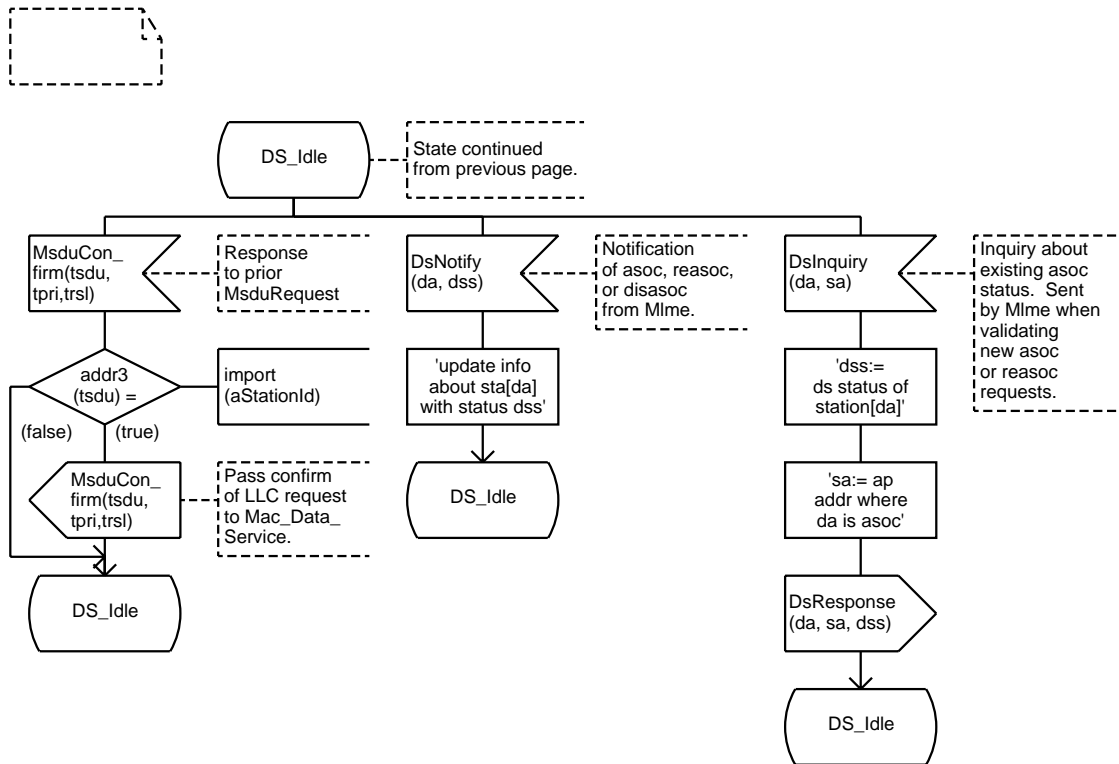 DS_Idle
State continued
from previous page.
MsduCon_
firm(tsdu,
tpri,trsl)
Response
to prior
MsduRequest
DsNotify
(da, dss)
Notification
of asoc, reasoc,
or disasoc
from Mlme.
DsInquiry
(da, sa)
Inquiry about
existing asoc
status. Sent
by Mlme when
validating
new asoc
or reasoc
requests.
addr3
(tsdu) =
import
(aStationId)
'update info
about sta[da]
with status dss'
'dss:=
ds status of
station[da]'
(false)
(true)
MsduCon_
firm(tsdu,
tpri,trsl)
Pass confirm
of LLC request
to Mac_Data_
Service.
DS_Idle
'sa:= ap
addr where
da is asoc'
DS_Idle
DsResponse
(da, sa, dss)
DS_Idle